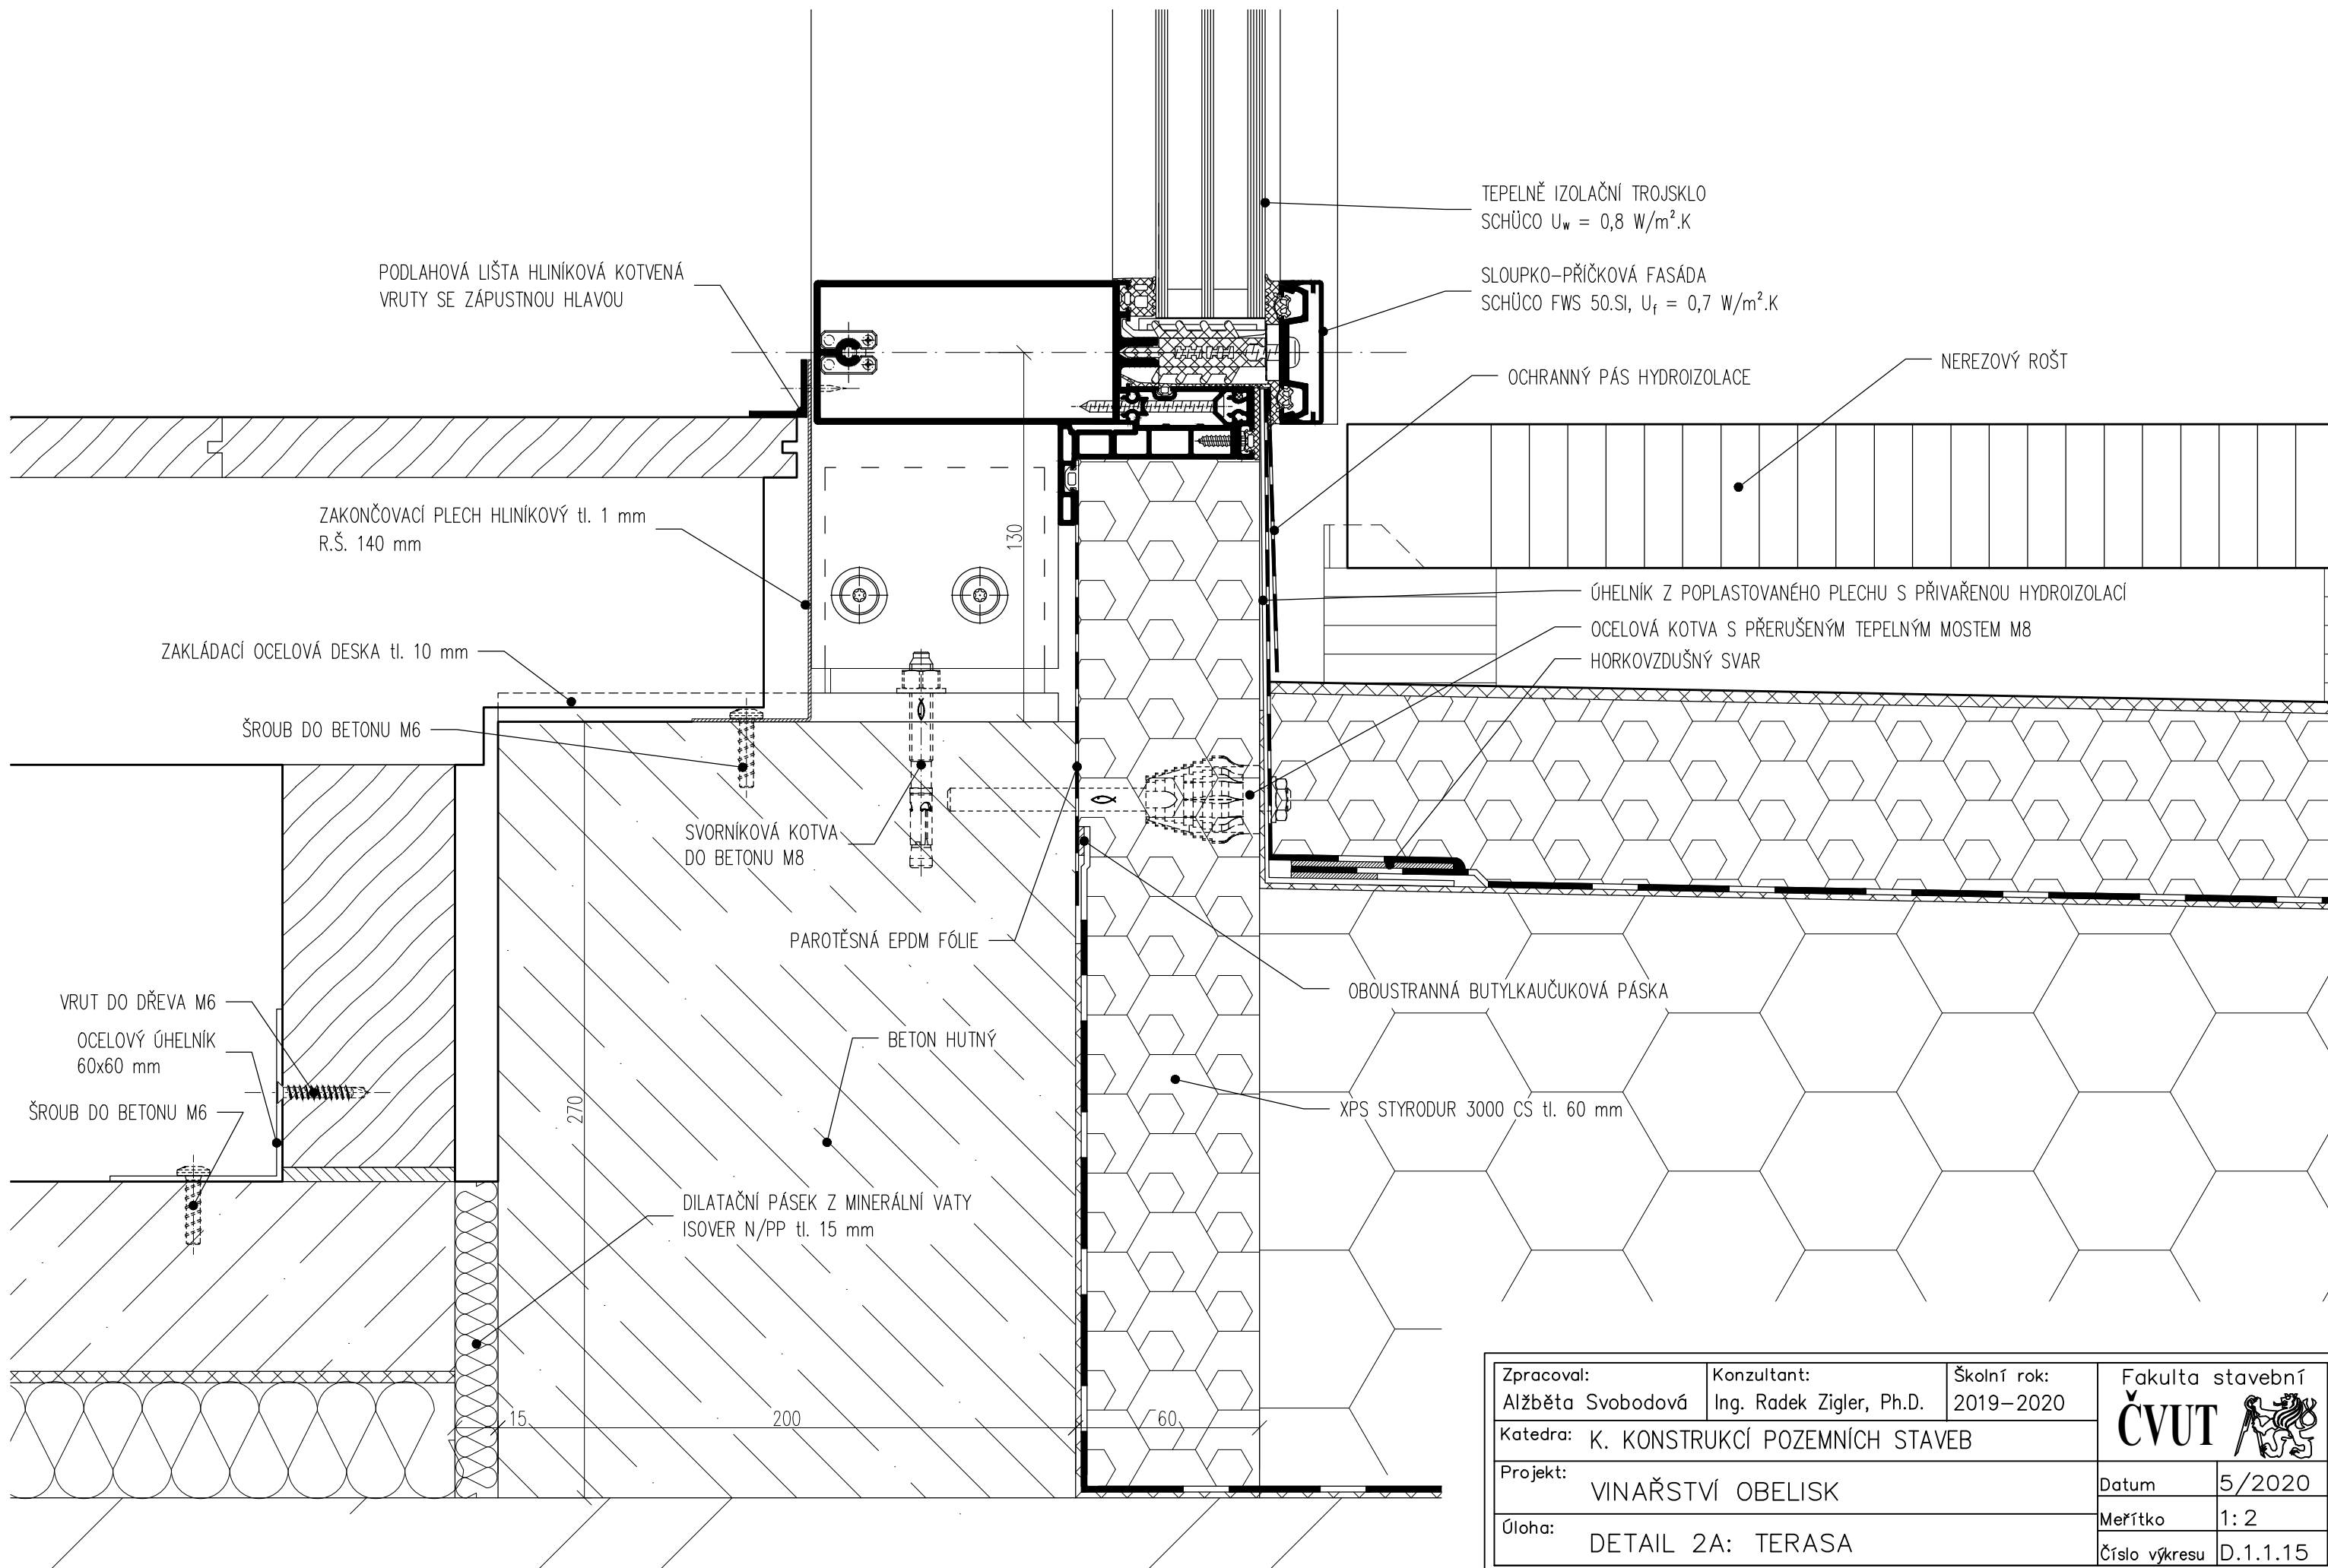 TEPELNĚ IZOLAČNÍ TROJSKLO
SCHÜCO Uw = 0,8 W/m².K
SLOUPKO-PŘÍČKOVÁ FASÁDA
SCHÜCO FWS 50.SI, Uf = 0,7 W/m².K
PODLAHOVÁ LIŠTA HLINÍKOVÁ KOTVENÁ
VRUTY SE ZÁPUSTNOU HLAVOU
NEREZOVÝ ROŠT
OCHRANNÝ PÁS HYDROIZOLACE
ZAKONČOVACÍ PLECH HLINÍKOVÝ tl. 1 mm
R.Š. 140 mm
130
ÚHELNÍK Z POPLASTOVANÉHO PLECHU S PŘIVAŘENOU HYDROIZOLACÍ
OCELOVÁ KOTVA S PŘERUŠENÝM TEPELNÝM MOSTEM M8
HORKOVZDUŠNÝ SVAR
ZAKLÁDACÍ OCELOVÁ DESKA tl. 10 mm
ŠROUB DO BETONU M6
SVORNÍKOVÁ KOTVA
DO BETONU M8
PAROTĚSNÁ EPDM FÓLIE
OBOUSTRANNÁ BUTYLKAUČUKOVÁ PÁSKA
VRUT DO DŘEVA M6
OCELOVÝ ÚHELNÍK
60x60 mm
ŠROUB DO BETONU M6
BETON HUTNÝ
270
XPS STYRODUR 3000 CS tl. 60 mm
DILATAČNÍ PÁSEK Z MINERÁLNÍ VATY
ISOVER N/PP tl. 15 mm
15
200
60
Zpracoval:
Alžběta Svobodová
Konzultant:
Ing. Radek Zigler, Ph.D.
Školní rok:
2019-2020
Fakulta stavební
ČVUT
Katedra: K. KONSTRUKCÍ POZEMNÍCH STAVEB
Projekt:
VINAŘSTVÍ OBELISK
Datum 5/2020
Měřítko 1:2
Úloha:
DETAIL 2A: TERASA
Číslo výkresu D.1.1.15